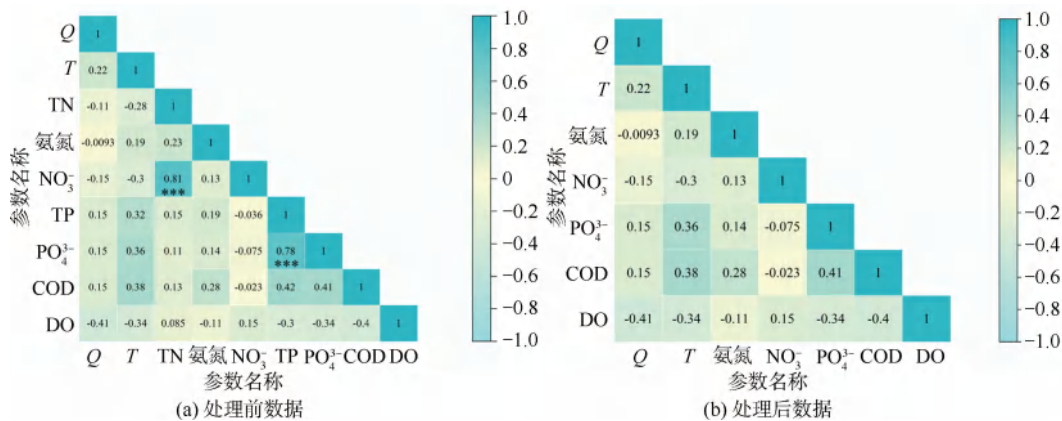 Q 1
T 0.22 1
TN -0.11 -0.28 1
氨氮 -0.0093 0.19 0.23 1
NO₃⁻ -0.15 -0.3 0.81 0.13 1
***
TP 0.15 0.32 0.15 0.19 -0.036 1
PO₄³⁻ 0.15 0.36 0.11 0.14 -0.075 0.78 1
***
COD 0.15 0.38 0.13 0.28 -0.023 0.42 0.41 1
DO -0.41 -0.34 0.085 -0.11 0.15 -0.3 -0.34 -0.4 1
Q T TN 氨氮 NO₃⁻ TP PO₄³⁻ COD DO
参数名称
参数名称
1.0
0.8
0.6
0.4
0.2
0
−0.2
−0.4
−0.6
−0.8
−1.0
(a) 处理前数据
Q 1
T 0.22 1
氨氮 -0.0093 0.19 1
NO₃⁻ -0.15 -0.3 0.13 1
PO₄³⁻ 0.15 0.36 0.14 -0.075 1
COD 0.15 0.38 0.28 -0.023 0.41 1
DO -0.41 -0.34 -0.11 0.15 -0.34 -0.4 1
Q T 氨氮 NO₃⁻ PO₄³⁻ COD DO
参数名称
参数名称
1.0
0.8
0.6
0.4
0.2
0
−0.2
−0.4
−0.6
−0.8
−1.0
(b) 处理后数据